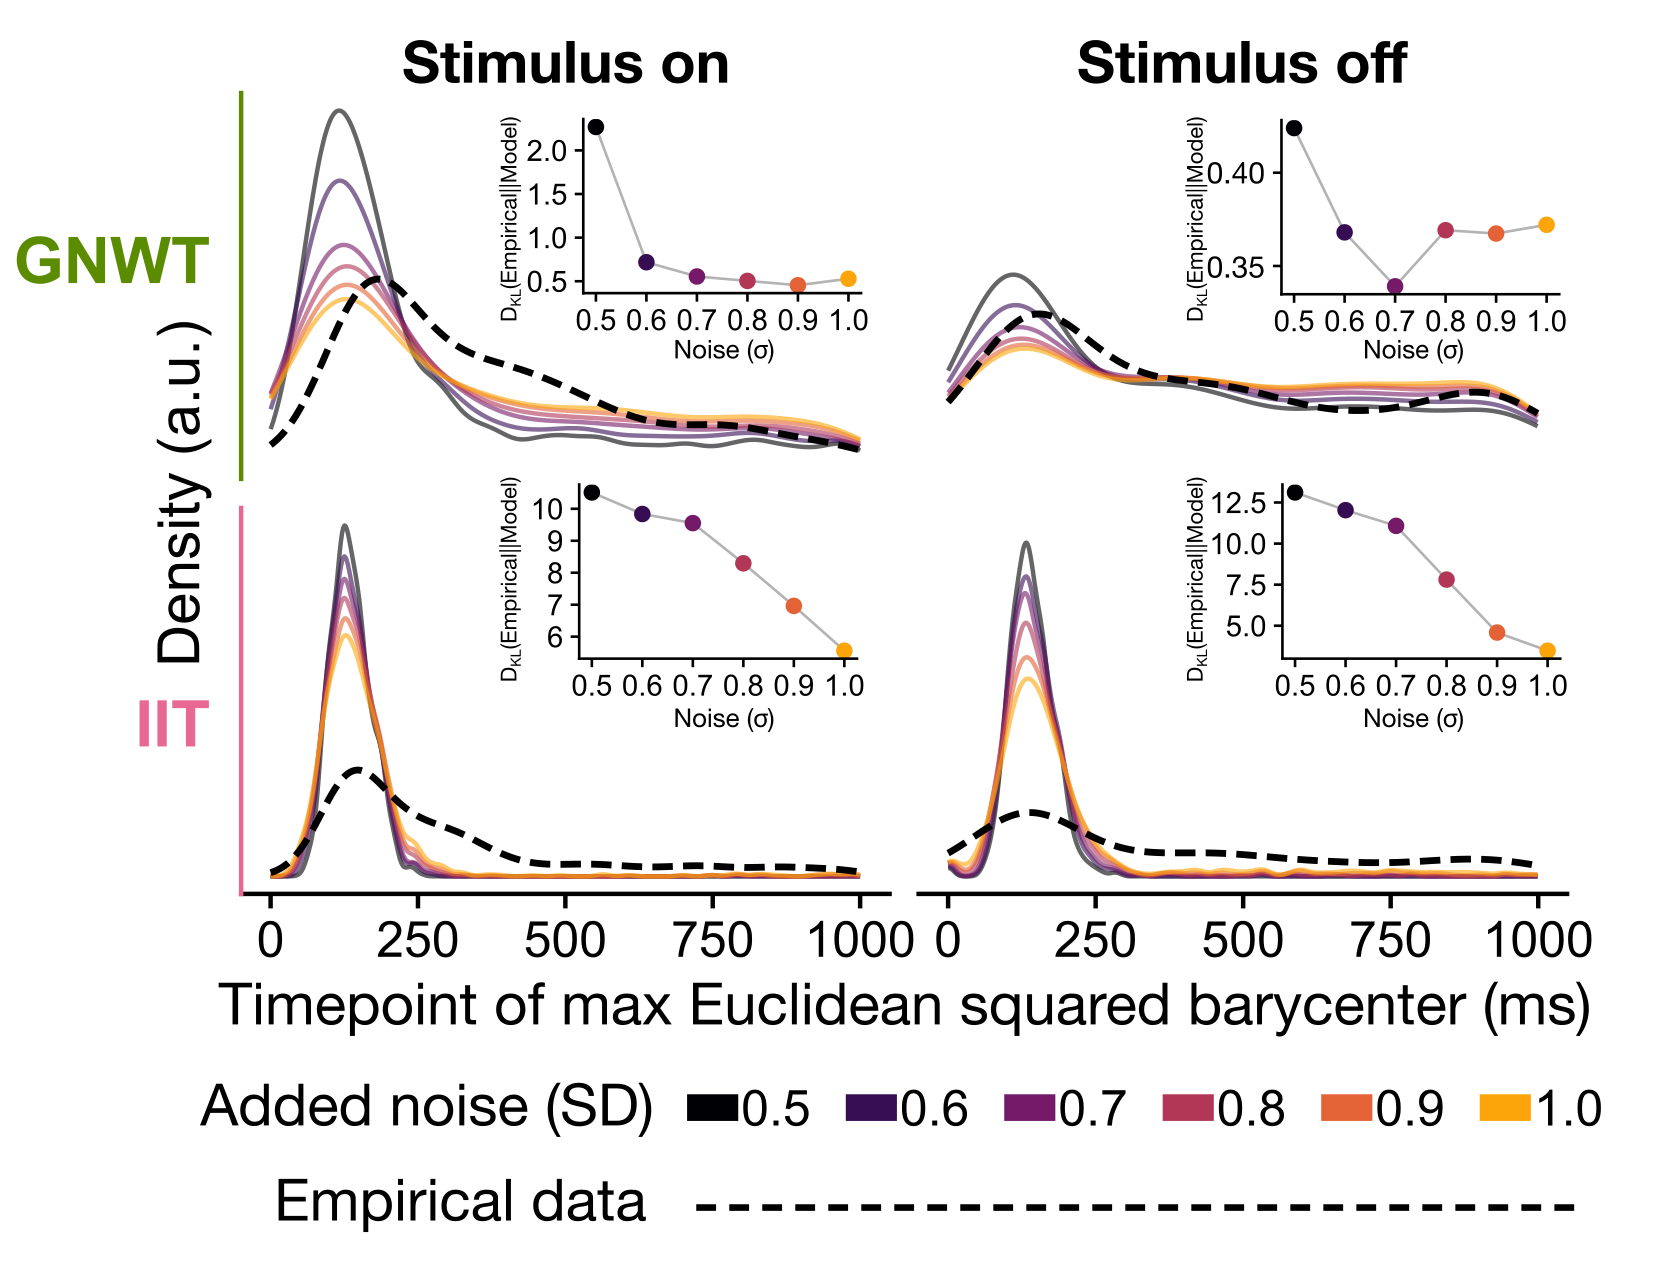 Stimulus on
Stimulus off
GNWT
IIT
Density (a.u.)
D_KL(Empirical||Model)
2.0
1.5
1.0
0.5
0.5 0.6 0.7 0.8 0.9 1.0
Noise (σ)
D_KL(Empirical||Model)
0.40
0.35
0.5 0.6 0.7 0.8 0.9 1.0
Noise (σ)
D_KL(Empirical||Model)
10
9
8
7
6
0.5 0.6 0.7 0.8 0.9 1.0
Noise (σ)
D_KL(Empirical||Model)
12.5
10.0
7.5
5.0
0.5 0.6 0.7 0.8 0.9 1.0
Noise (σ)
0 250 500 750 1000
0 250 500 750 1000
Timepoint of max Euclidean squared barycenter (ms)
Added noise (SD) 0.5 0.6 0.7 0.8 0.9 1.0
Empirical data